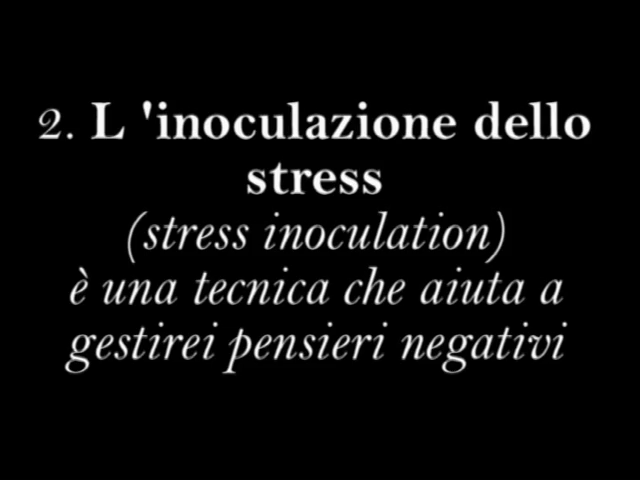 2. L 'inoculazione dello
stress
(stress inoculation)
è una tecnica che aiuta a
gestirei pensieri negativi